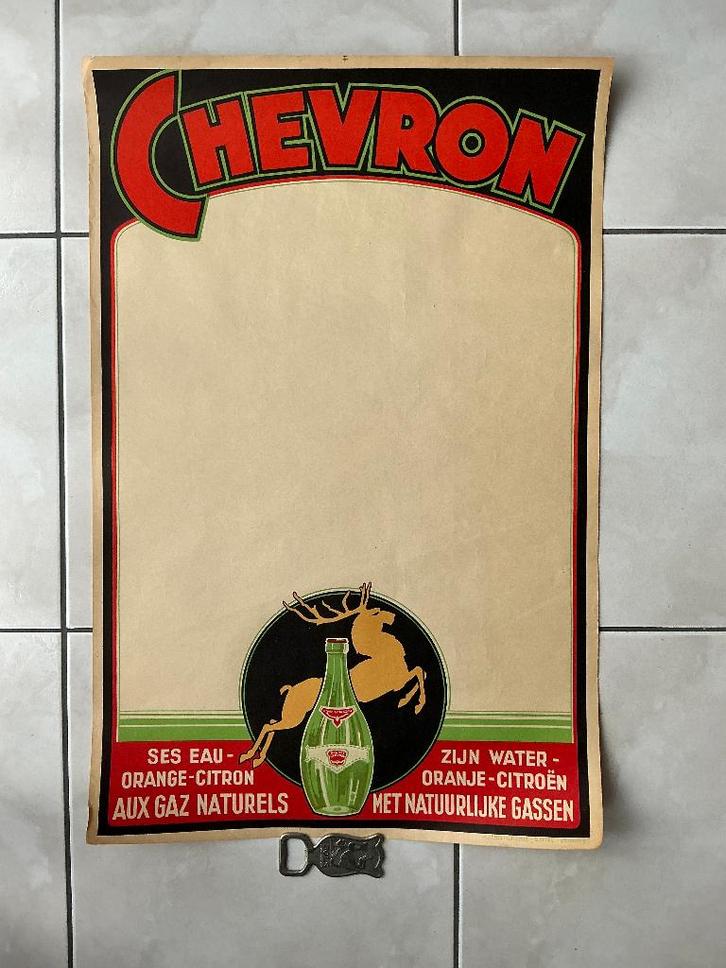 CHEVRON
SES EAU-
ORANGE-CITRON
AUX GAZ NATURELS
ZIJN WATER-
ORANJE-CITROËN
MET NATUURLIJKE GASSEN